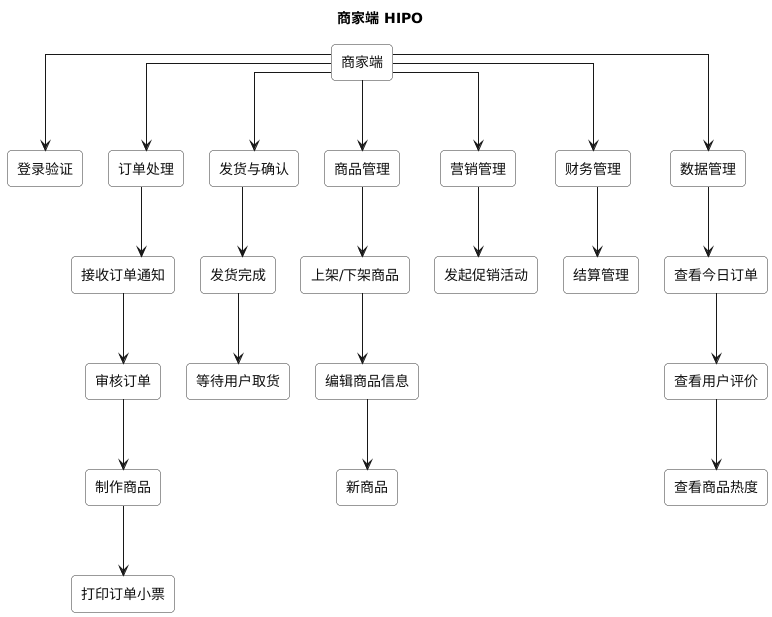 商家端 HIPO
商家端
登录验证
订单处理
发货与确认
商品管理
营销管理
财务管理
数据管理
接收订单通知
发货完成
上架/下架商品
发起促销活动
结算管理
查看今日订单
审核订单
等待用户取货
编辑商品信息
查看用户评价
制作商品
新商品
查看商品热度
打印订单小票